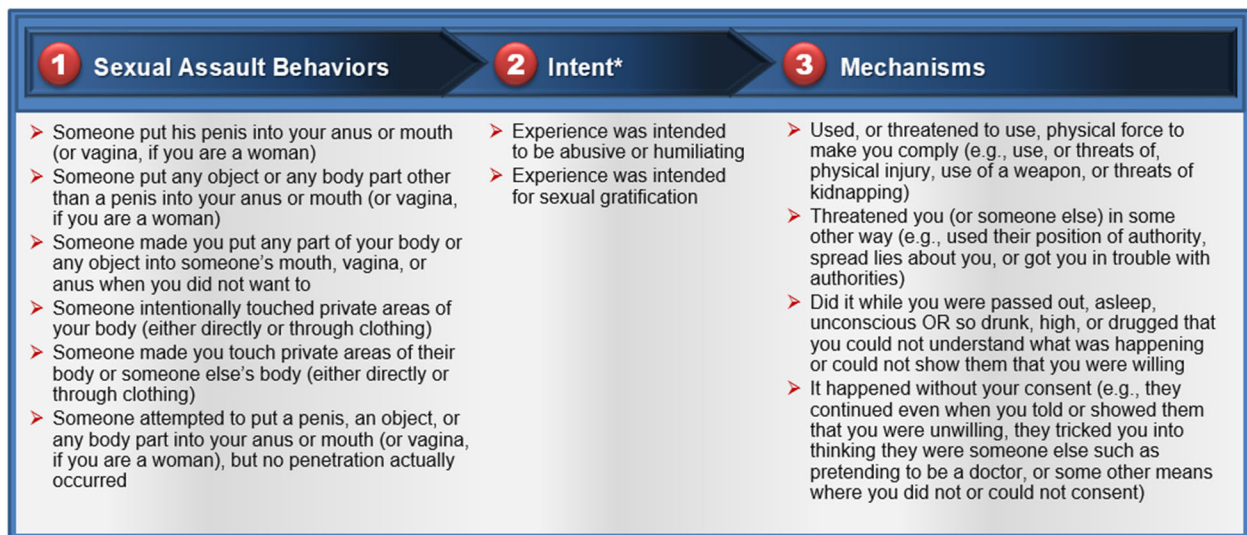 1 Sexual Assault Behaviors
2 Intent*
3 Mechanisms
➤ Someone put his penis into your anus or mouth
(or vagina, if you are a woman)
➤ Someone put any object or any body part other
than a penis into your anus or mouth (or vagina,
if you are a woman)
➤ Someone made you put any part of your body or
any object into someone’s mouth, vagina, or
anus when you did not want to
➤ Someone intentionally touched private areas of
your body (either directly or through clothing)
➤ Someone made you touch private areas of their
body or someone else’s body (either directly or
through clothing)
➤ Someone attempted to put a penis, an object, or
any body part into your anus or mouth (or vagina,
if you are a woman), but no penetration actually
occurred
➤ Experience was intended
to be abusive or humiliating
➤ Experience was intended
for sexual gratification
➤ Used, or threatened to use, physical force to
make you comply (e.g., use, or threats of,
physical injury, use of a weapon, or threats of
kidnapping)
➤ Threatened you (or someone else) in some
other way (e.g., used their position of authority,
spread lies about you, or got you in trouble with
authorities)
➤ Did it while you were passed out, asleep,
unconscious OR so drunk, high, or drugged that
you could not understand what was happening
or could not show them that you were willing
➤ It happened without your consent (e.g., they
continued even when you told or showed them
that you were unwilling, they tricked you into
thinking they were someone else such as
pretending to be a doctor, or some other means
where you did not or could not consent)